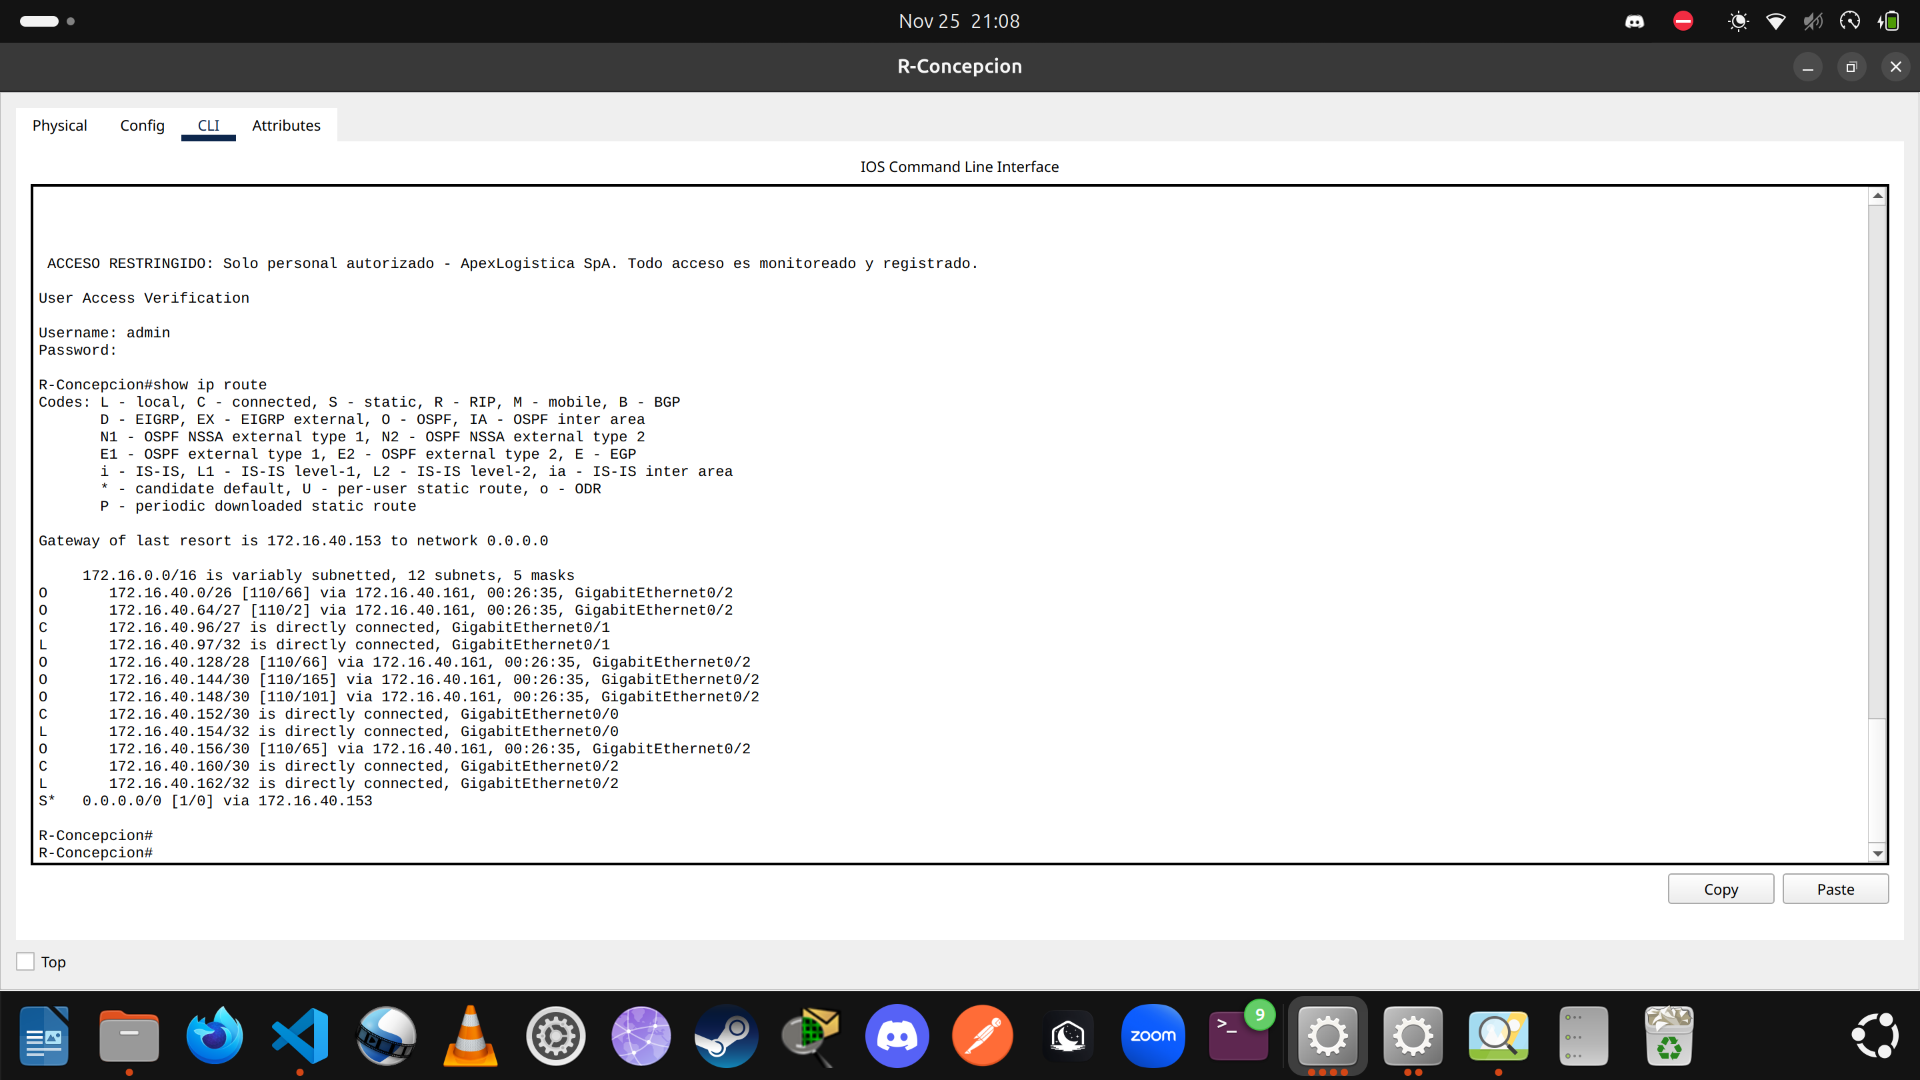 Nov 25 21:08
R-Concepcion
Physical Config CLI Attributes
IOS Command Line Interface
ACCESO RESTRINGIDO: Solo personal autorizado - ApexLogistica SpA. Todo acceso es monitoreado y registrado.
User Access Verification
Username: admin
Password:
R-Concepcion#show ip route
Codes: L - local, C - connected, S - static, R - RIP, M - mobile, B - BGP
D - EIGRP, EX - EIGRP external, O - OSPF, IA - OSPF inter area
N1 - OSPF NSSA external type 1, N2 - OSPF NSSA external type 2
E1 - OSPF external type 1, E2 - OSPF external type 2, E - EGP
i - IS-IS, L1 - IS-IS level-1, L2 - IS-IS level-2, ia - IS-IS inter area
* - candidate default, U - per-user static route, o - ODR
P - periodic downloaded static route
Gateway of last resort is 172.16.40.153 to network 0.0.0.0
172.16.0.0/16 is variably subnetted, 12 subnets, 5 masks
O 172.16.40.0/26 [110/66] via 172.16.40.161, 00:26:35, GigabitEthernet0/2
O 172.16.40.64/27 [110/2] via 172.16.40.161, 00:26:35, GigabitEthernet0/2
C 172.16.40.96/27 is directly connected, GigabitEthernet0/1
L 172.16.40.97/32 is directly connected, GigabitEthernet0/1
O 172.16.40.128/28 [110/66] via 172.16.40.161, 00:26:35, GigabitEthernet0/2
O 172.16.40.144/30 [110/165] via 172.16.40.161, 00:26:35, GigabitEthernet0/2
O 172.16.40.148/30 [110/101] via 172.16.40.161, 00:26:35, GigabitEthernet0/2
C 172.16.40.152/30 is directly connected, GigabitEthernet0/0
L 172.16.40.154/32 is directly connected, GigabitEthernet0/0
O 172.16.40.156/30 [110/65] via 172.16.40.161, 00:26:35, GigabitEthernet0/2
C 172.16.40.160/30 is directly connected, GigabitEthernet0/2
L 172.16.40.162/32 is directly connected, GigabitEthernet0/2
S* 0.0.0.0/0 [1/0] via 172.16.40.153
R-Concepcion#
R-Concepcion#
Copy Paste
Top
zoom
>_
9